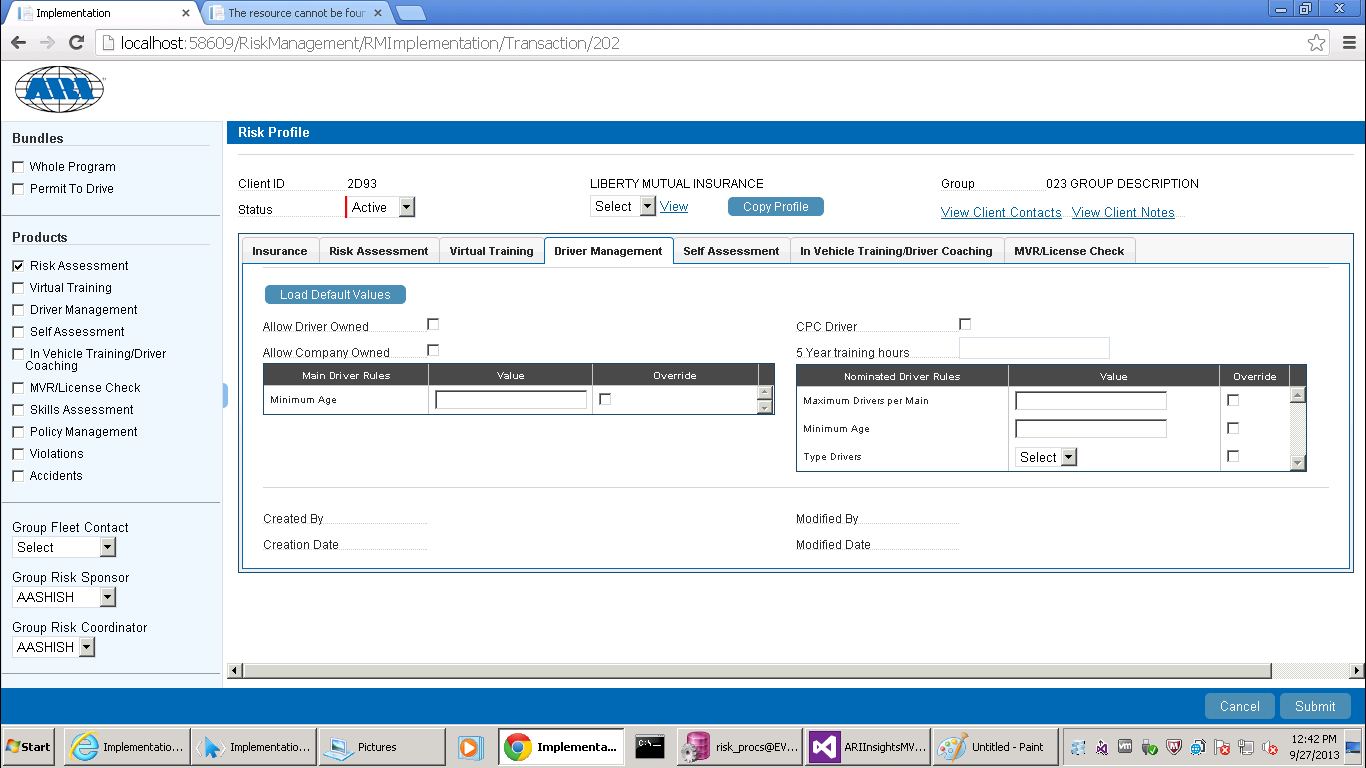 Implementation
The resource cannot be four
localhost:58609/RiskManagement/RMImplementation/Transaction/202
ARI
Bundles
Whole Program
Permit To Drive
Products
Risk Assessment
Virtual Training
Driver Management
Self Assessment
In Vehicle Training/Driver
Coaching
MVR/License Check
Skills Assessment
Policy Management
Violations
Accidents
Group Fleet Contact
Select
Group Risk Sponsor
AASHISH
Group Risk Coordinator
AASHISH
Risk Profile
Client ID 2D93 LIBERTY MUTUAL INSURANCE Group 023 GROUP DESCRIPTION
Status Active Select View Copy Profile View Client Contacts View Client Notes
Insurance Risk Assessment Virtual Training Driver Management Self Assessment In Vehicle Training/Driver Coaching MVR/License Check
Load Default Values
Allow Driver Owned CPC Driver
Allow Company Owned 5 Year training hours
Main Driver Rules Value Override
Minimum Age
Nominated Driver Rules Value Override
Maximum Drivers per Main
Minimum Age
Type Drivers Select
Created By Modified By
Creation Date Modified Date
Cancel Submit
Start Implementatio... Implementatio... Pictures Implementa... C:\. risk_procs@EV... ARIInsightsMV... Untitled - Paint 12:42 PM
9/27/2013